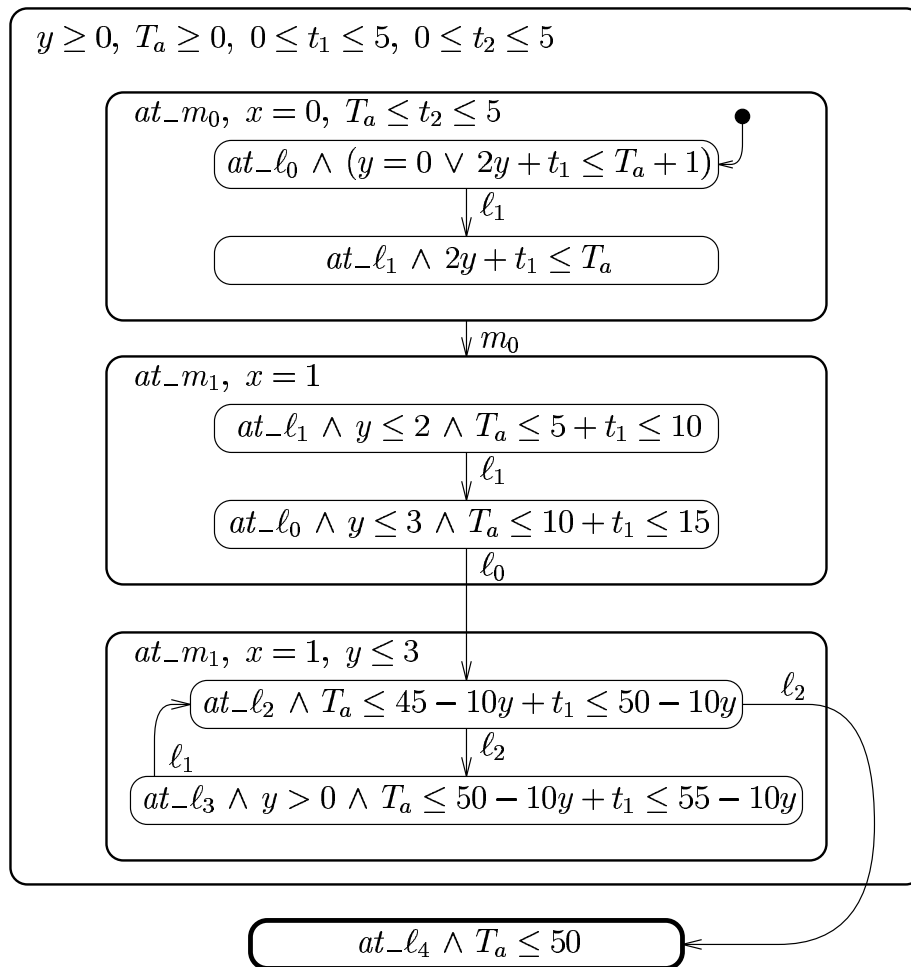 y ≥ 0, T_a ≥ 0, 0 ≤ t_1 ≤ 5, 0 ≤ t_2 ≤ 5
at_m_0, x = 0, T_a ≤ t_2 ≤ 5
at_ℓ_0 ∧ (y = 0 ∨ 2y + t_1 ≤ T_a + 1)
ℓ_1
at_ℓ_1 ∧ 2y + t_1 ≤ T_a
m_0
at_m_1, x = 1
at_ℓ_1 ∧ y ≤ 2 ∧ T_a ≤ 5 + t_1 ≤ 10
ℓ_1
at_ℓ_0 ∧ y ≤ 3 ∧ T_a ≤ 10 + t_1 ≤ 15
ℓ_0
at_m_1, x = 1, y ≤ 3
ℓ_2
at_ℓ_2 ∧ T_a ≤ 45 − 10y + t_1 ≤ 50 − 10y
ℓ_2
ℓ_1
at_ℓ_3 ∧ y > 0 ∧ T_a ≤ 50 − 10y + t_1 ≤ 55 − 10y
at_ℓ_4 ∧ T_a ≤ 50